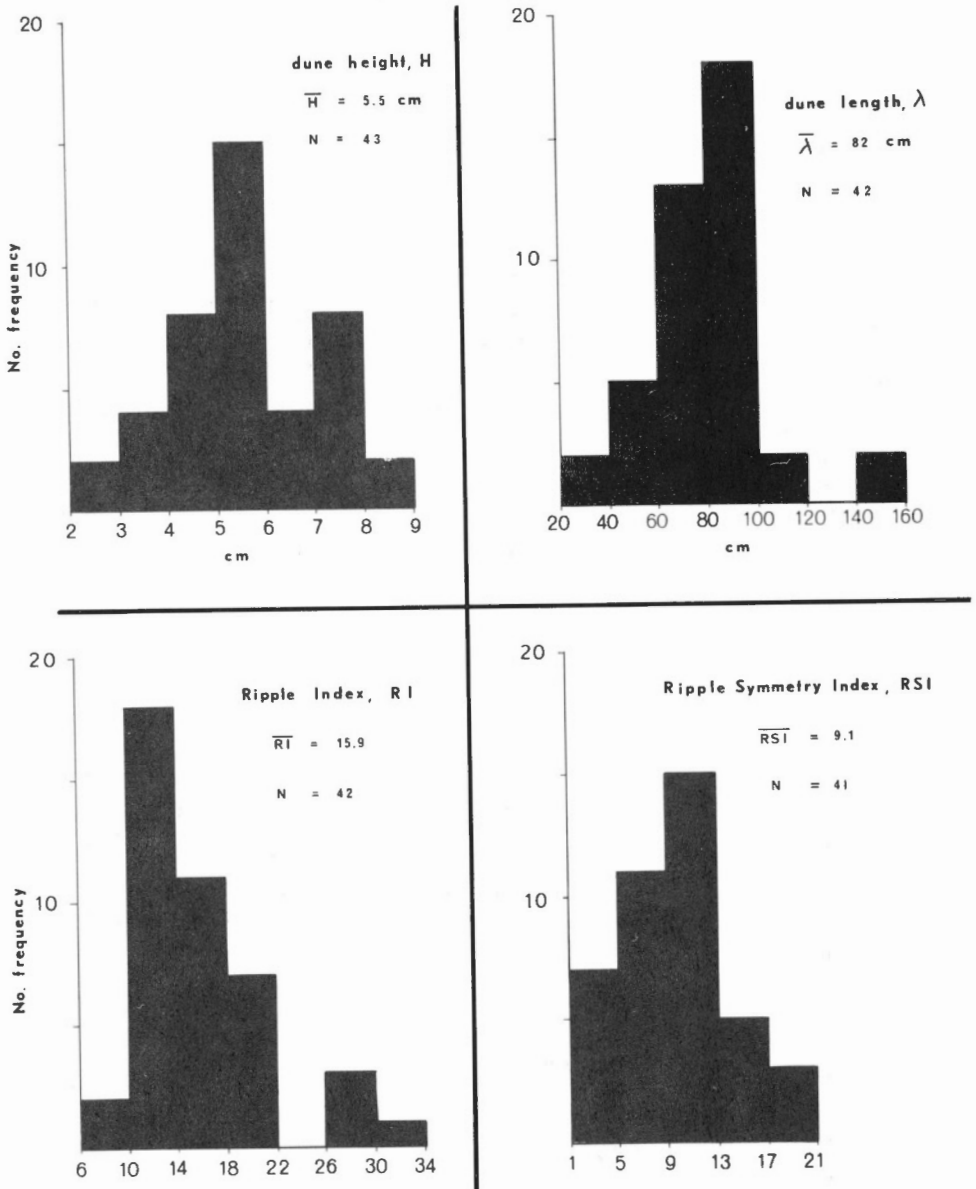 20
dune height, H
H̅ = 5.5 cm
N = 43
No. frequency
10
2 3 4 5 6 7 8 9
cm
20
dune length, λ
λ̅ = 82 cm
N = 42
10
20 40 60 80 100 120 140 160
cm
20
Ripple Index, RI
R̅I̅ = 15.9
N = 42
No. frequency
10
6 10 14 18 22 26 30 34
20
Ripple Symmetry Index, RSI
R̅S̅I̅ = 9.1
N = 41
10
1 5 9 13 17 21